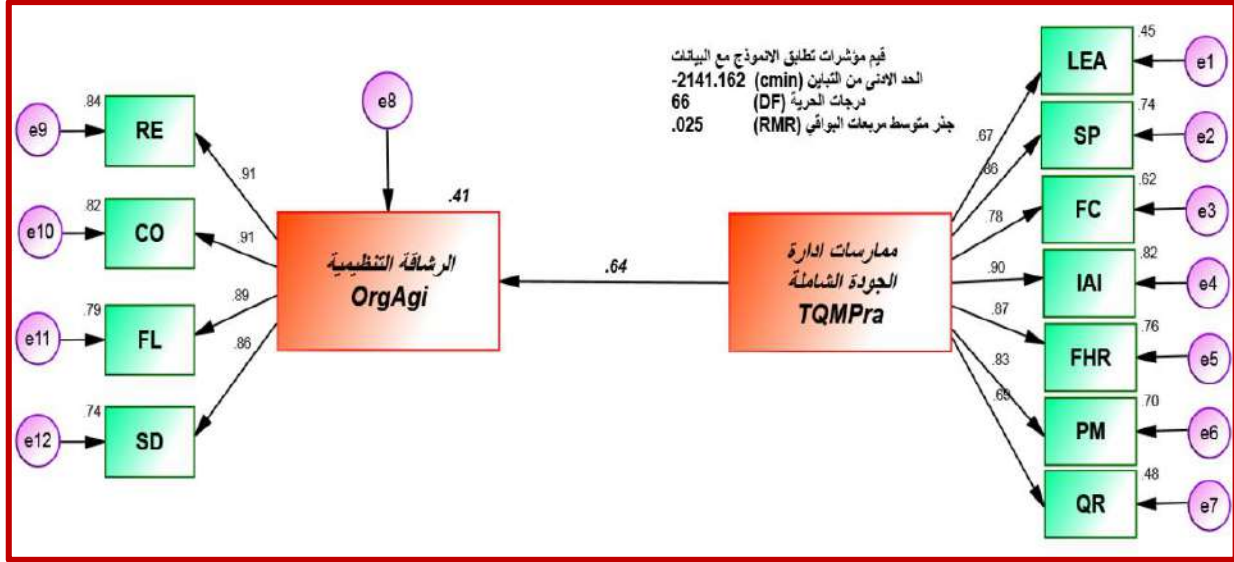 قيم مؤشرات تطابق الانموذج مع البيانات
الحد الادنى من التباين (cmin) -2141.162
درجات الحرية (DF) 66
جذر متوسط مربعات البواقي (RMR) .025
.45
LEA
e1
.74
SP
e2
.62
FC
e3
.82
IAI
e4
.76
FHR
e5
.70
PM
e6
.48
QR
e7
.67
.86
.78
.90
.87
.83
.69
ممارسات ادارة
الجودة الشاملة
TQMPra
.64
e8
.41
الرشاقة التنظيمية
OrgAgi
.91
.91
.89
.86
.84
RE
e9
.82
CO
e10
.79
FL
e11
.74
SD
e12